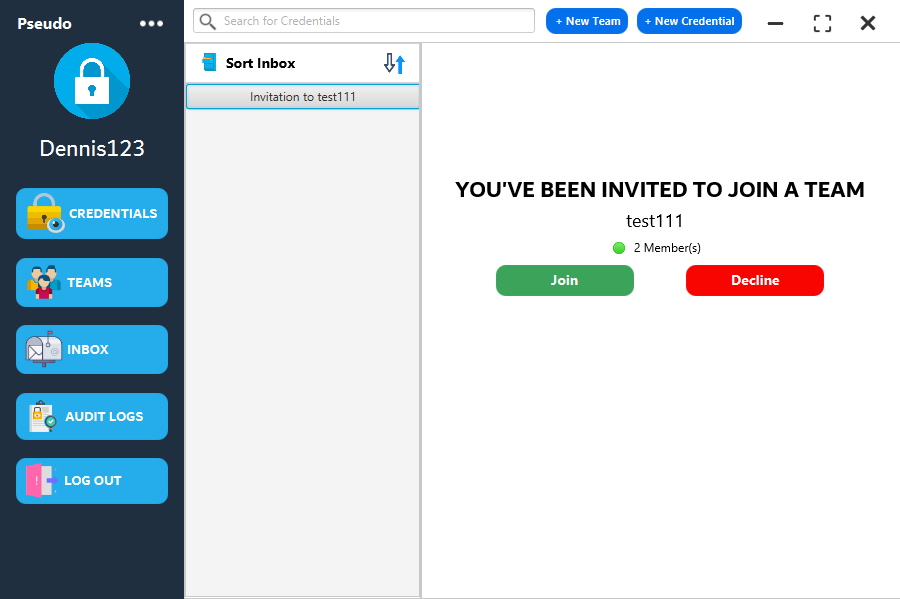 Pseudo
Dennis123
CREDENTIALS
TEAMS
INBOX
AUDIT LOGS
LOG OUT
Search for Credentials
+ New Team
+ New Credential
Sort Inbox
Invitation to test111
YOU'VE BEEN INVITED TO JOIN A TEAM
test111
2 Member(s)
Join
Decline